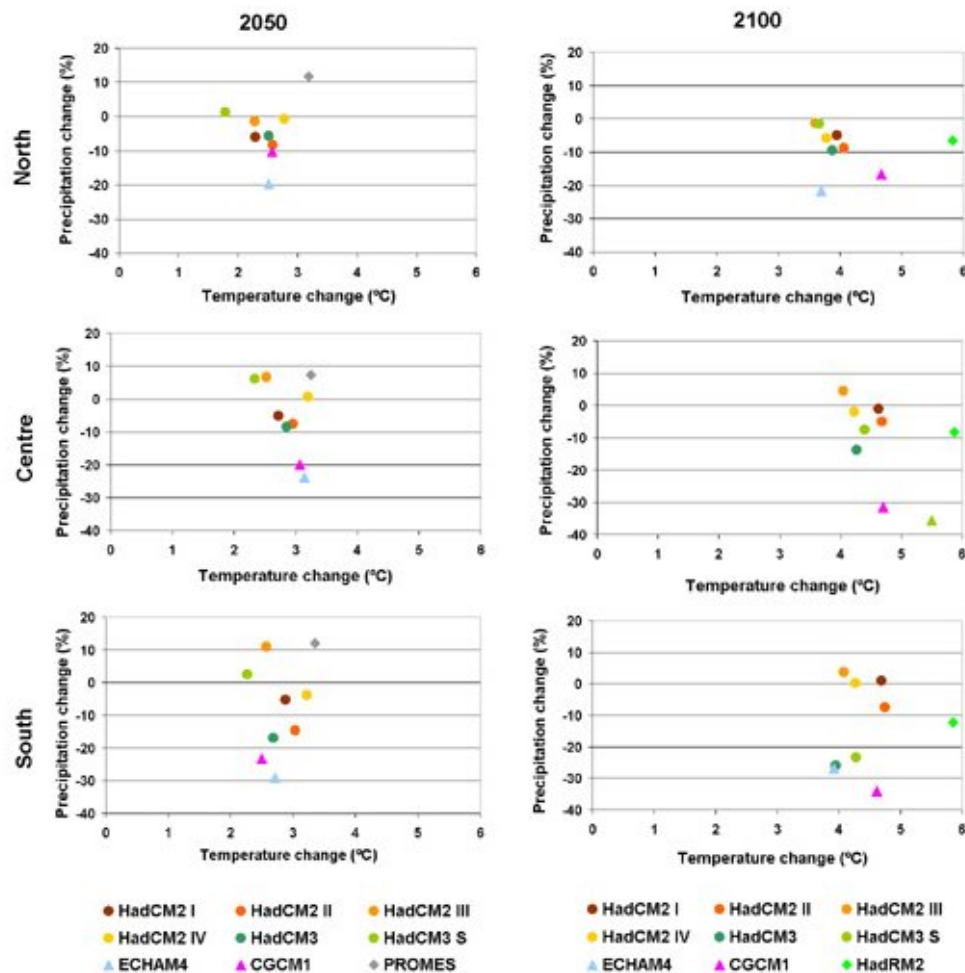 2050
2100
North
Precipitation change (%)
20
10
0
-10
-20
-30
-40
0 1 2 3 4 5 6
Temperature change (ºC)
Precipitation change (%)
20
10
0
-10
-20
-30
-40
0 1 2 3 4 5 6
Temperature change (ºC)
Centre
Precipitation change (%)
20
10
0
-10
-20
-30
-40
0 1 2 3 4 5 6
Temperature change (ºC)
Precipitation change (%)
20
10
0
-10
-20
-30
-40
0 1 2 3 4 5 6
Temperature change (ºC)
South
Precipitation change (%)
20
10
0
-10
-20
-30
-40
0 1 2 3 4 5 6
Temperature change (ºC)
Precipitation change (%)
20
10
0
-10
-20
-30
-40
0 1 2 3 4 5 6
Temperature change (ºC)
HadCM2 I HadCM2 II HadCM2 III
HadCM2 IV HadCM3 HadCM3 S
ECHAM4 CGCM1 PROMES
HadCM2 I HadCM2 II HadCM2 III
HadCM2 IV HadCM3 HadCM3 S
ECHAM4 CGCM1 HadRM2